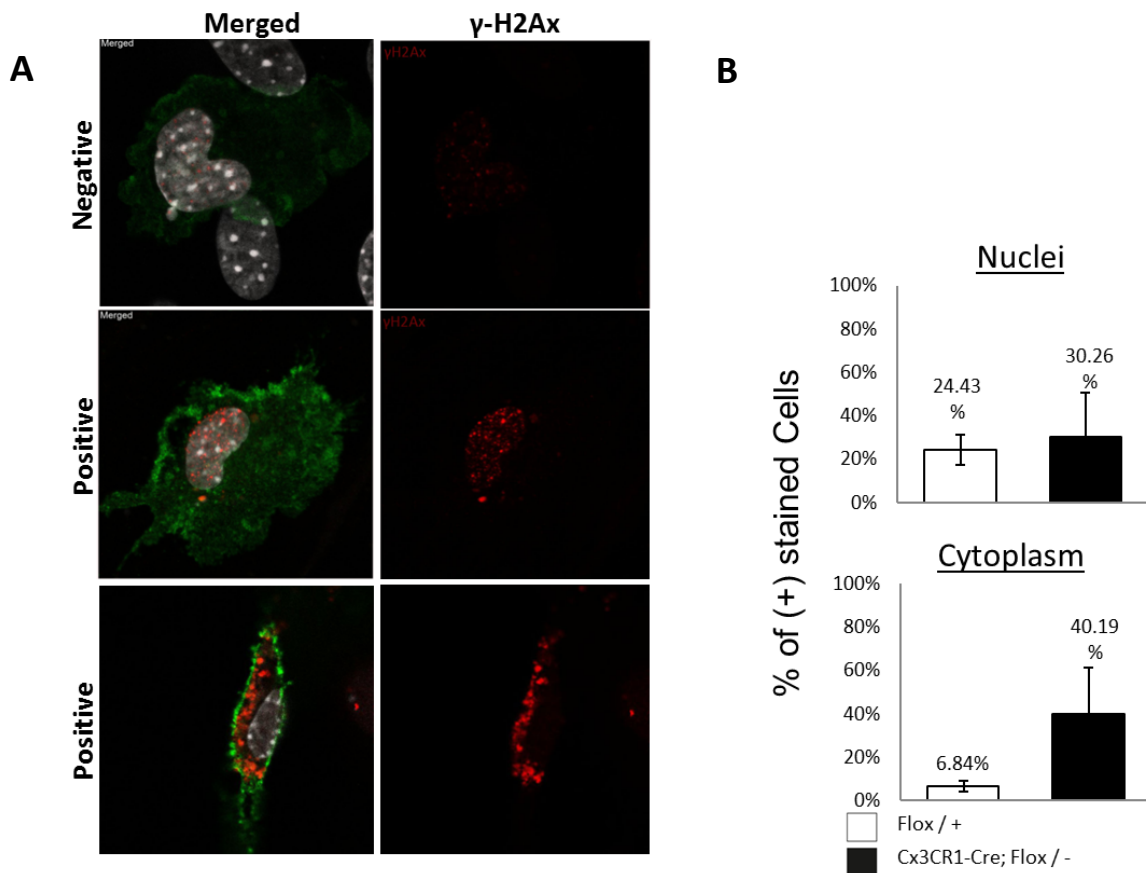 A
Merged
γ-H2Ax
Negative
Merged
γH2Ax
Positive
Merged
γH2Ax
Positive
B
% of (+) stained Cells
Nuclei
100%
80%
60%
40%
20%
0%
24.43
%
30.26
%
Cytoplasm
100%
80%
60%
40%
20%
0%
6.84%
40.19
%
Flox / +
Cx3CR1-Cre; Flox / -